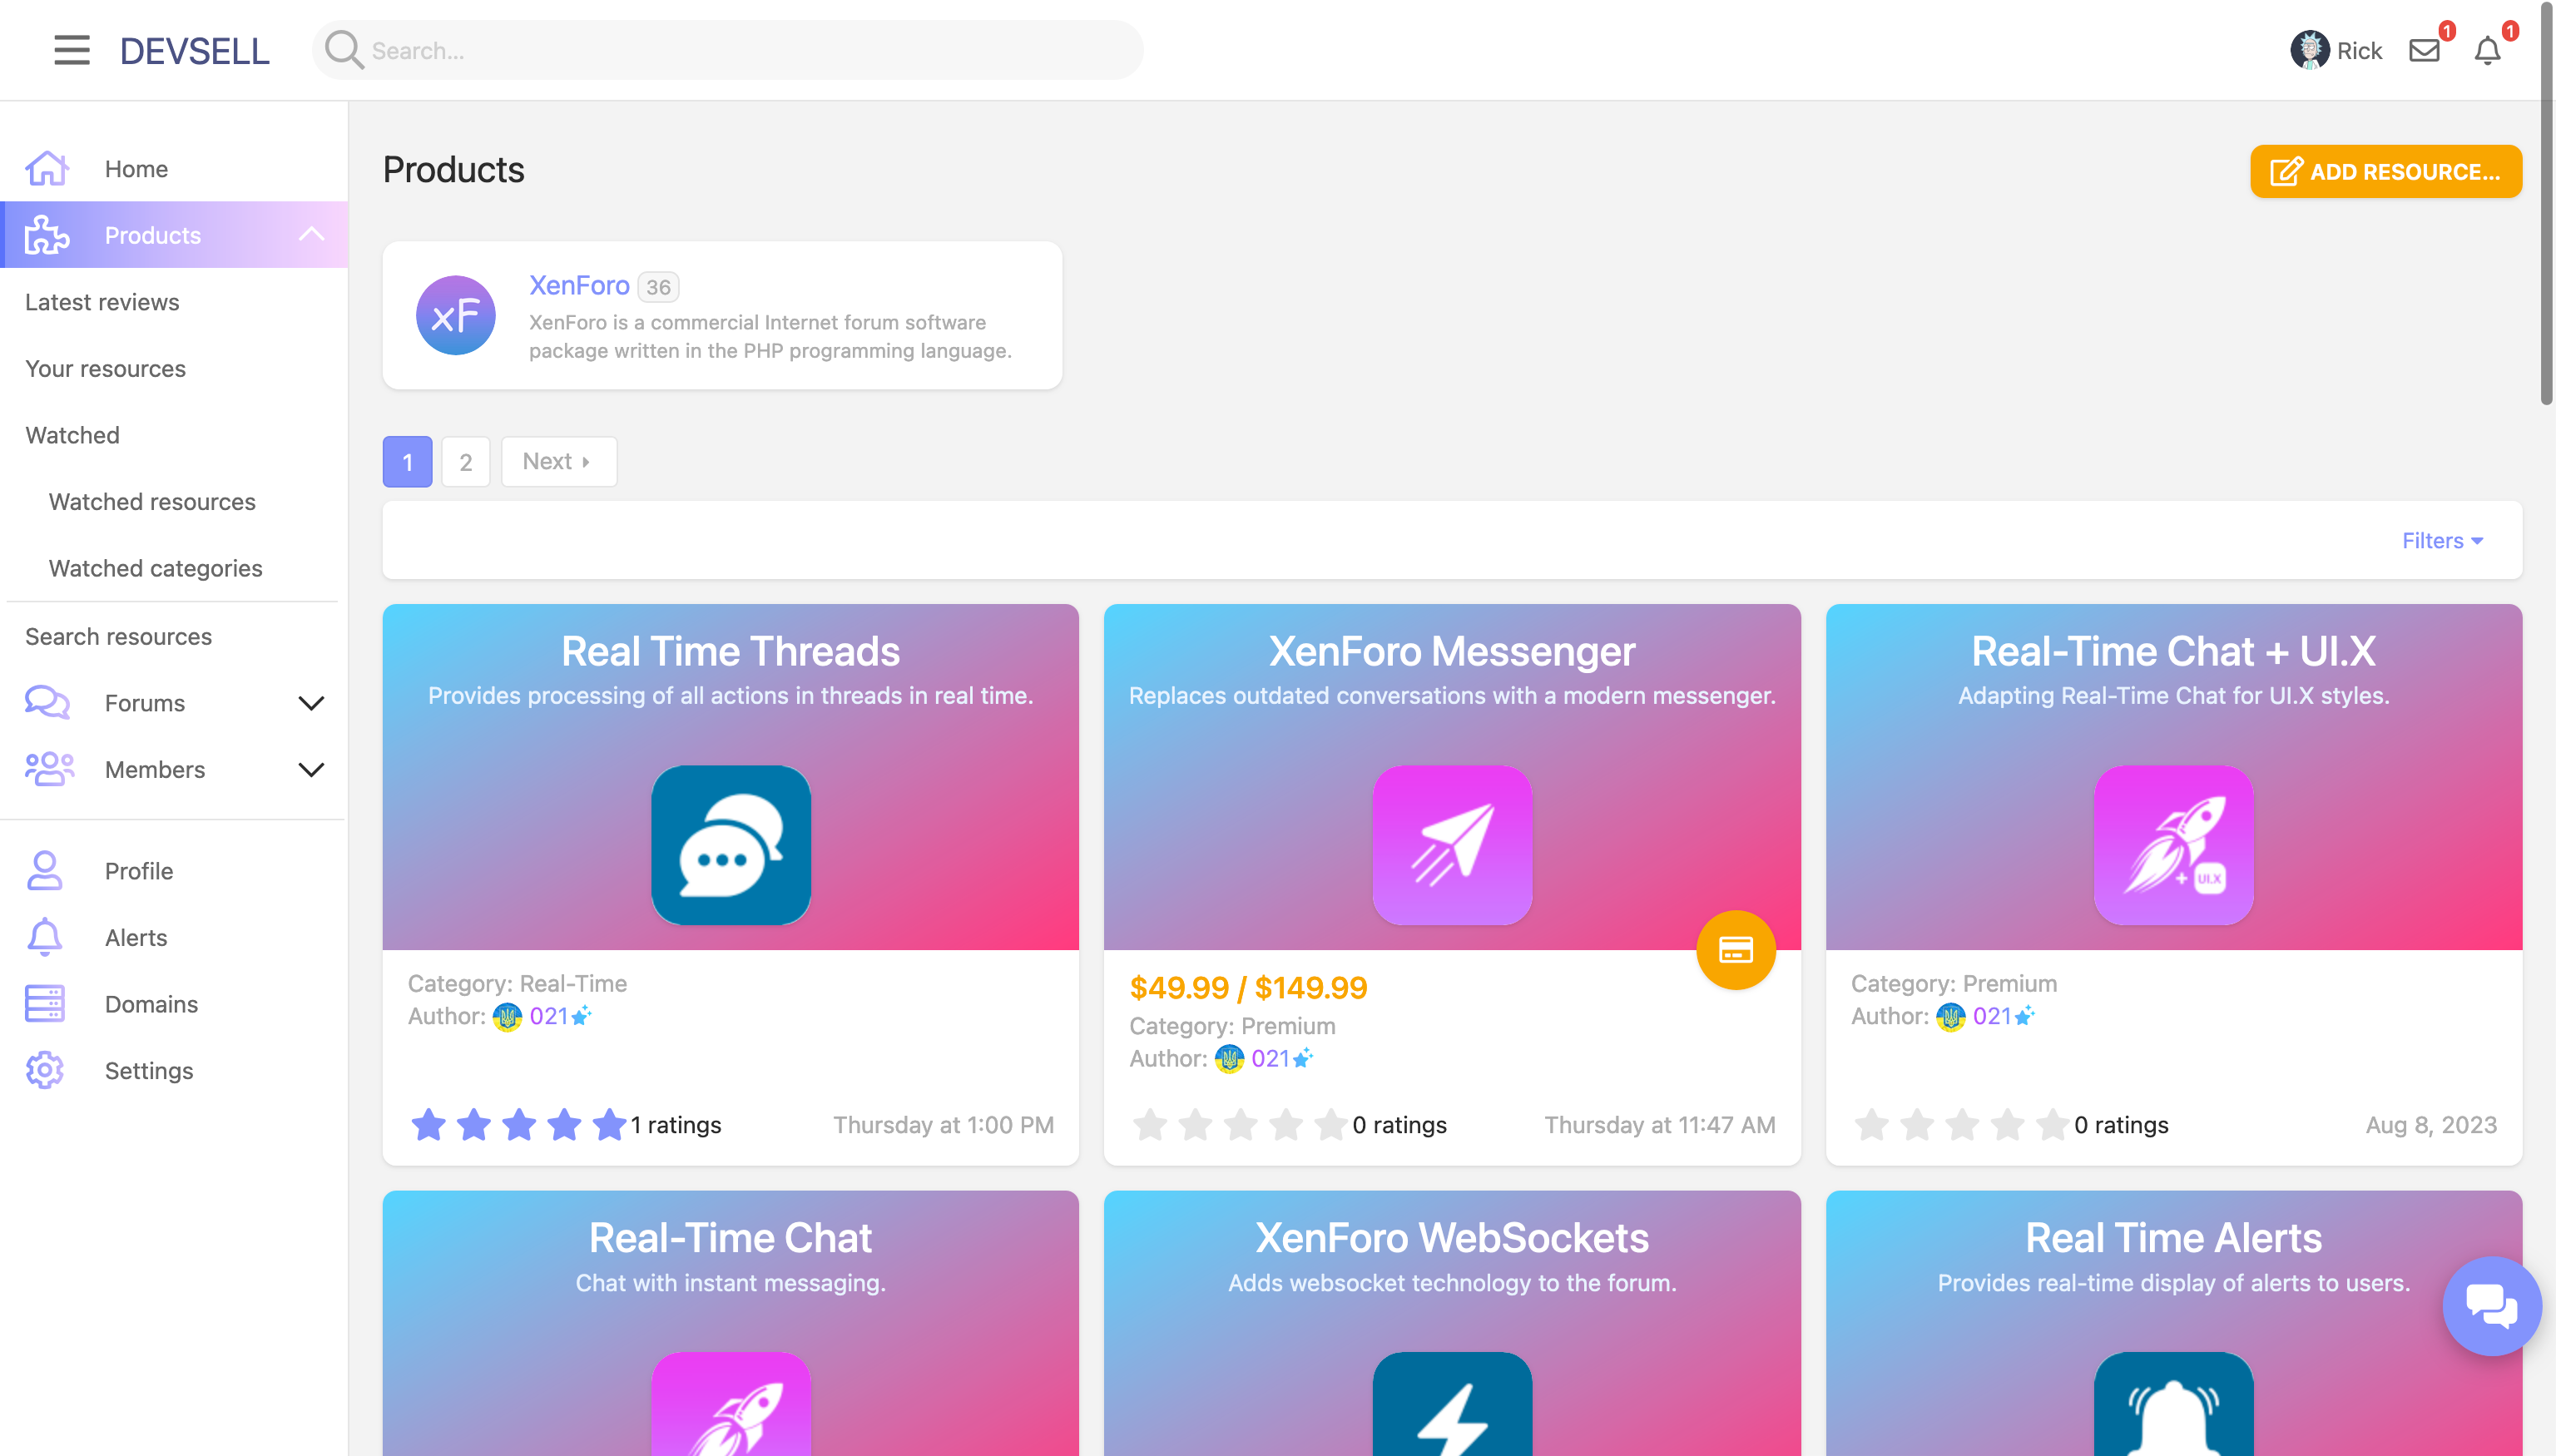 DEVSELL
Search...
Rick
1
1
Home
Products
Latest reviews
Your resources
Watched
Watched resources
Watched categories
Search resources
Forums
Members
Profile
Alerts
Domains
Settings
Products
ADD RESOURCE...
xF
XenForo 36
XenForo is a commercial Internet forum software
package written in the PHP programming language.
1
2
Next
Filters
Real Time Threads
Provides processing of all actions in threads in real time.
Category: Real-Time
Author: 021
1 ratings
Thursday at 1:00 PM
XenForo Messenger
Replaces outdated conversations with a modern messenger.
$49.99 / $149.99
Category: Premium
Author: 021
0 ratings
Thursday at 11:47 AM
Real-Time Chat + UI.X
Adapting Real-Time Chat for UI.X styles.
+ UI.X
Category: Premium
Author: 021
0 ratings
Aug 8, 2023
Real-Time Chat
Chat with instant messaging.
XenForo WebSockets
Adds websocket technology to the forum.
Real Time Alerts
Provides real-time display of alerts to users.